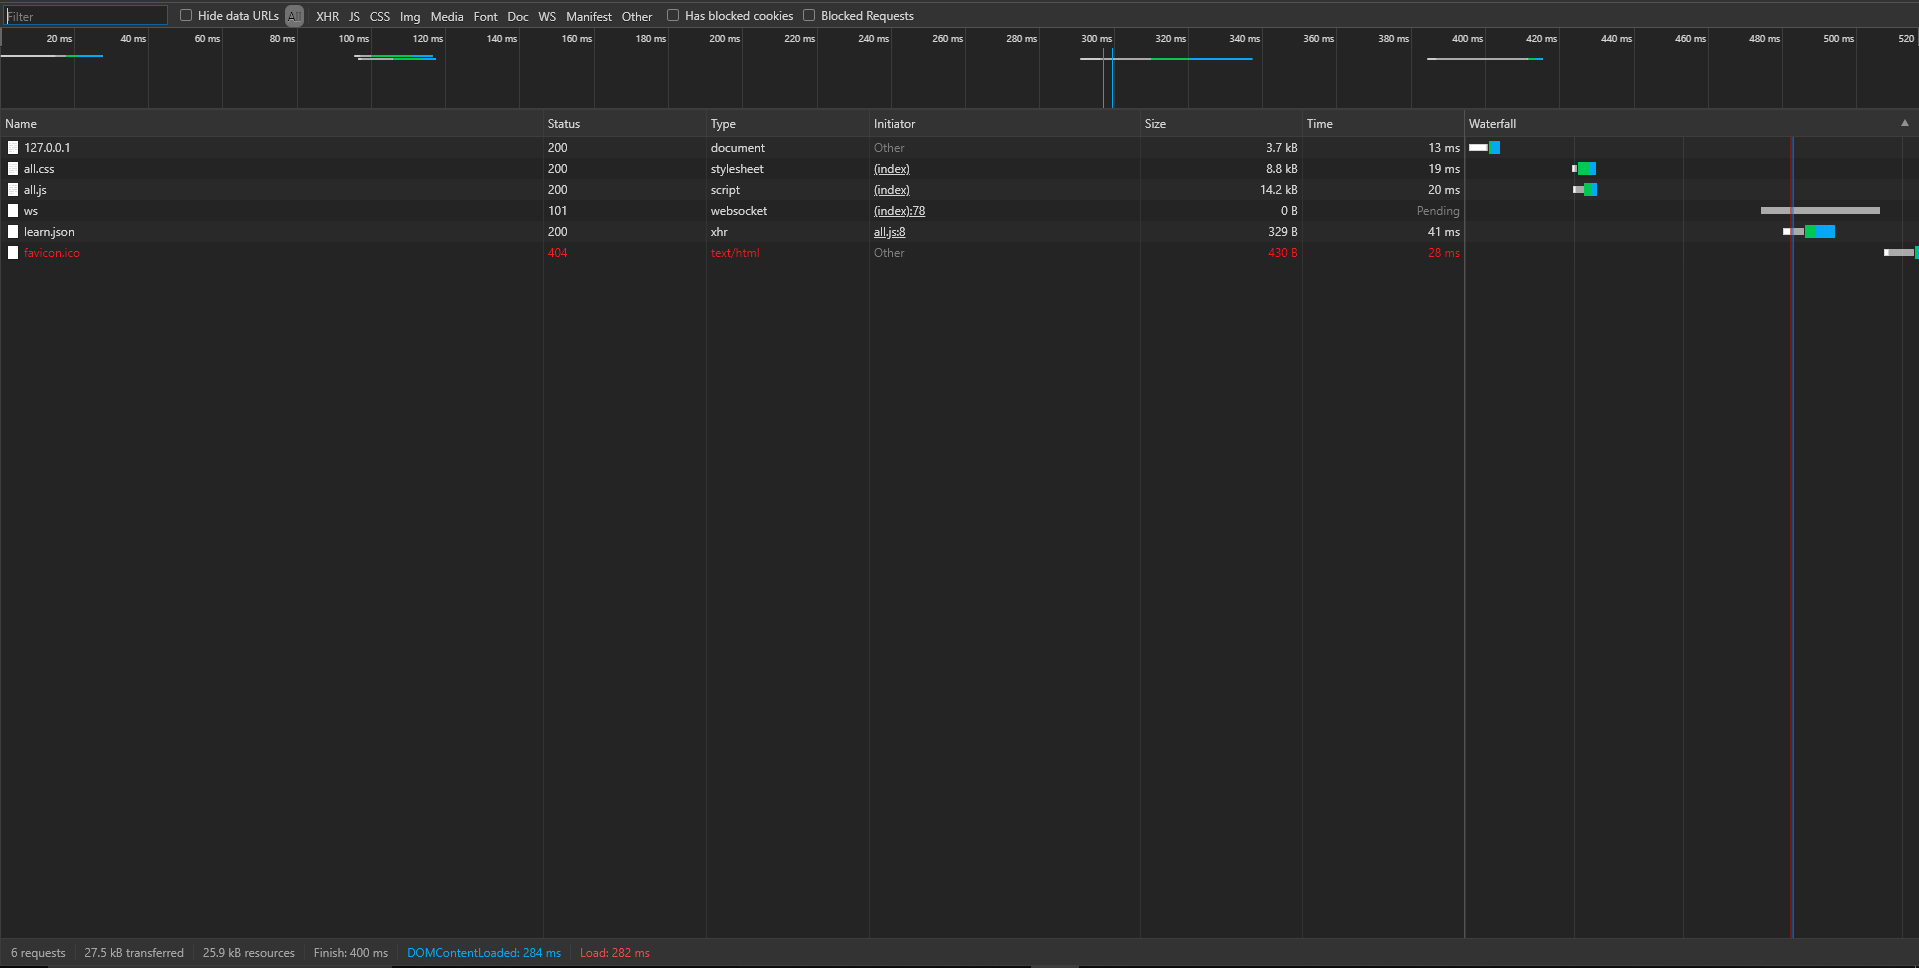 Filter Hide data URLs All XHR JS CSS Img Media Font Doc WS Manifest Other Has blocked cookies Blocked Requests
20 ms 40 ms 60 ms 80 ms 100 ms 120 ms 140 ms 160 ms 180 ms 200 ms 220 ms 240 ms 260 ms 280 ms 300 ms 320 ms 340 ms 360 ms 380 ms 400 ms 420 ms 440 ms 460 ms 480 ms 500 ms 520
Name Status Type Initiator Size Time Waterfall
127.0.0.1 200 document Other 3.7 kB 13 ms
all.css 200 stylesheet (index) 8.8 kB 19 ms
all.js 200 script (index) 14.2 kB 20 ms
ws 101 websocket (index):78 0 B Pending
learn.json 200 xhr all.js:8 329 B 41 ms
favicon.ico 404 text/html Other 430 B 28 ms
6 requests 27.5 kB transferred 25.9 kB resources Finish: 400 ms DOMContentLoaded: 284 ms Load: 282 ms